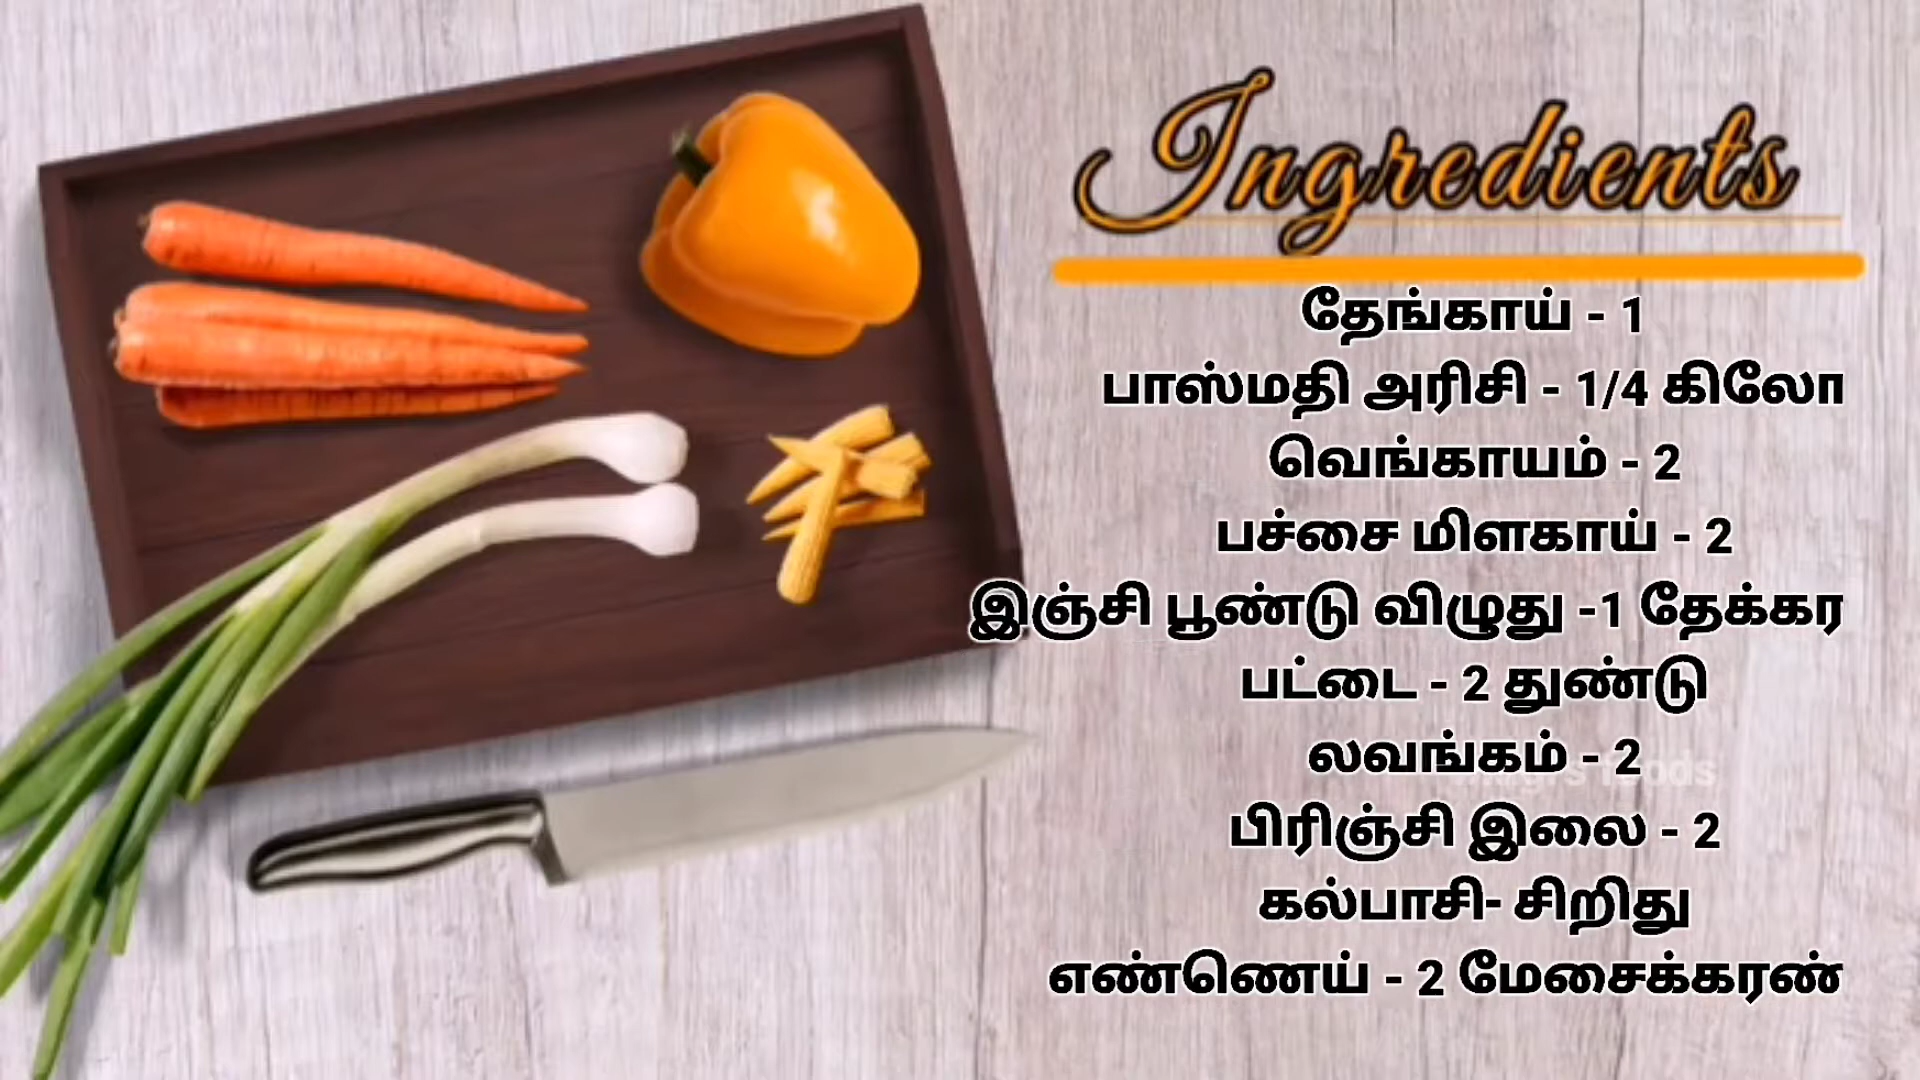 Ingredients
தேங்காய் - 1
பாஸ்மதி அரிசி - 1/4 கிலோ
வெங்காயம் - 2
பச்சை மிளகாய் - 2
இஞ்சி பூண்டு விழுது -1 தேக்கர
பட்டை - 2 துண்டு
லவங்கம் - 2
பிரிஞ்சி இலை - 2
கல்பாசி- சிறிது
எண்ணெய் - 2 மேசைக்கரண்